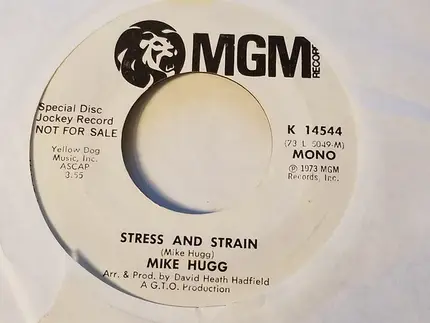 MGM
RECORDS
Special Disc
Jockey Record
NOT FOR SALE
Yellow Dog
Music, Inc.
ASCAP
3:55
K 14544
(73 L 5049-M)
MONO
℗ 1973 MGM
Records, Inc.
STRESS AND STRAIN
(Mike Hugg)
MIKE HUGG
Arr. & Prod. by David Heath Hadfield
A G.T.O. Production